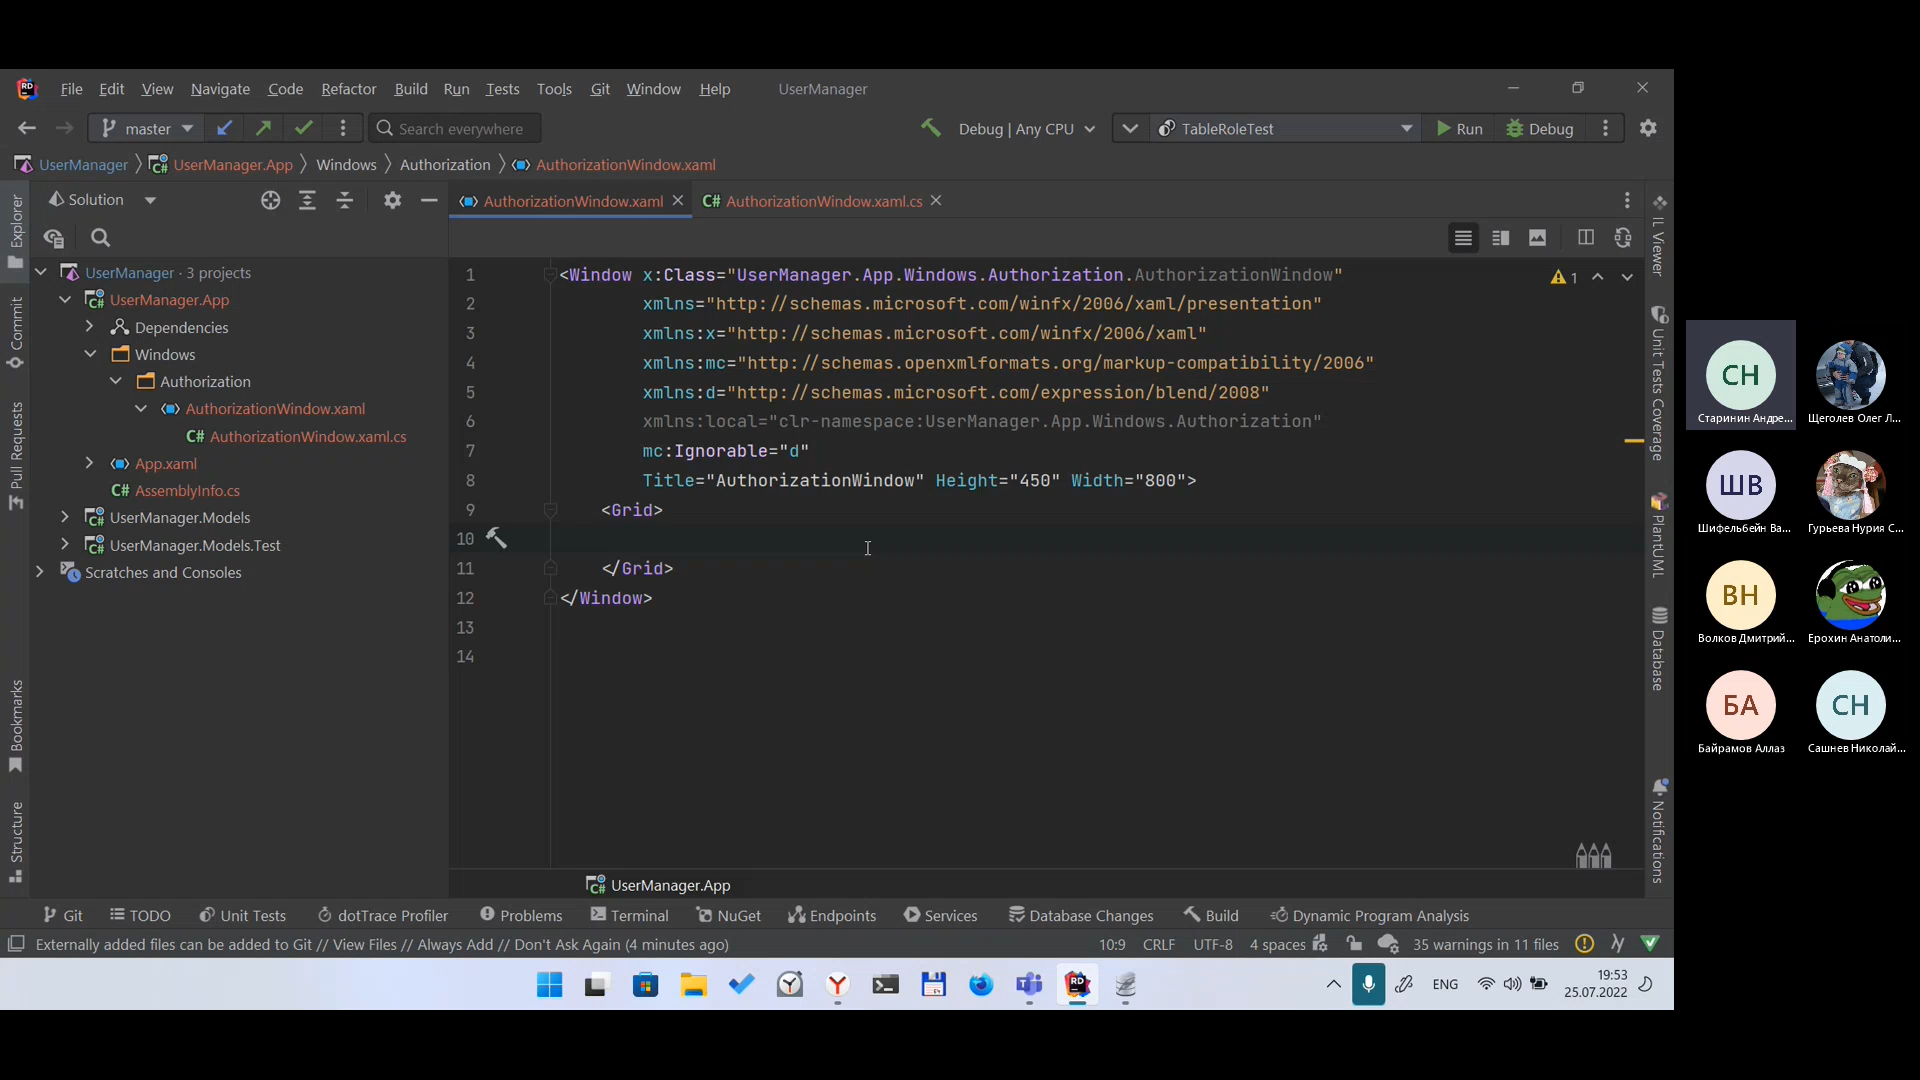 File Edit View Navigate Code Refactor Build Run Tests Tools Git Window Help UserManager
master Search everywhere Debug | Any CPU TableRoleTest Run Debug
UserManager UserManager.App Windows Authorization AuthorizationWindow.xaml
Solution AuthorizationWindow.xaml AuthorizationWindow.xaml.cs
UserManager · 3 projects
UserManager.App
Dependencies
Windows
Authorization
AuthorizationWindow.xaml
C# AuthorizationWindow.xaml.cs
App.xaml
C# AssemblyInfo.cs
UserManager.Models
UserManager.Models.Test
Scratches and Consoles
1 <Window x:Class="UserManager.App.Windows.Authorization.AuthorizationWindow"
2 xmlns="http://schemas.microsoft.com/winfx/2006/xaml/presentation"
3 xmlns:x="http://schemas.microsoft.com/winfx/2006/xaml"
4 xmlns:mc="http://schemas.openxmlformats.org/markup-compatibility/2006"
5 xmlns:d="http://schemas.microsoft.com/expression/blend/2008"
6 xmlns:local="clr-namespace:UserManager.App.Windows.Authorization"
7 mc:Ignorable="d"
8 Title="AuthorizationWindow" Height="450" Width="800">
9 <Grid>
10
11 </Grid>
12 </Window>
13
14
1
Explorer
Commit
Pull Requests
Bookmarks
Structure
IL Viewer
Unit Tests Coverage
PlantUML
Database
Notifications
UserManager.App
Git TODO Unit Tests dotTrace Profiler Problems Terminal NuGet Endpoints Services Database Changes Build Dynamic Program Analysis
Externally added files can be added to Git // View Files // Always Add // Don't Ask Again (4 minutes ago) 10:9 CRLF UTF-8 4 spaces 35 warnings in 11 files
ENG 19:53
25.07.2022
СН
Старинин Андре... Щеголев Олег Л...
ШВ
Шифельбейн Ва... Гурьева Нурия С...
ВН
Волков Дмитрий... Ерохин Анатоли...
БА СН
Байрамов Аллаз Сашнев Николай...